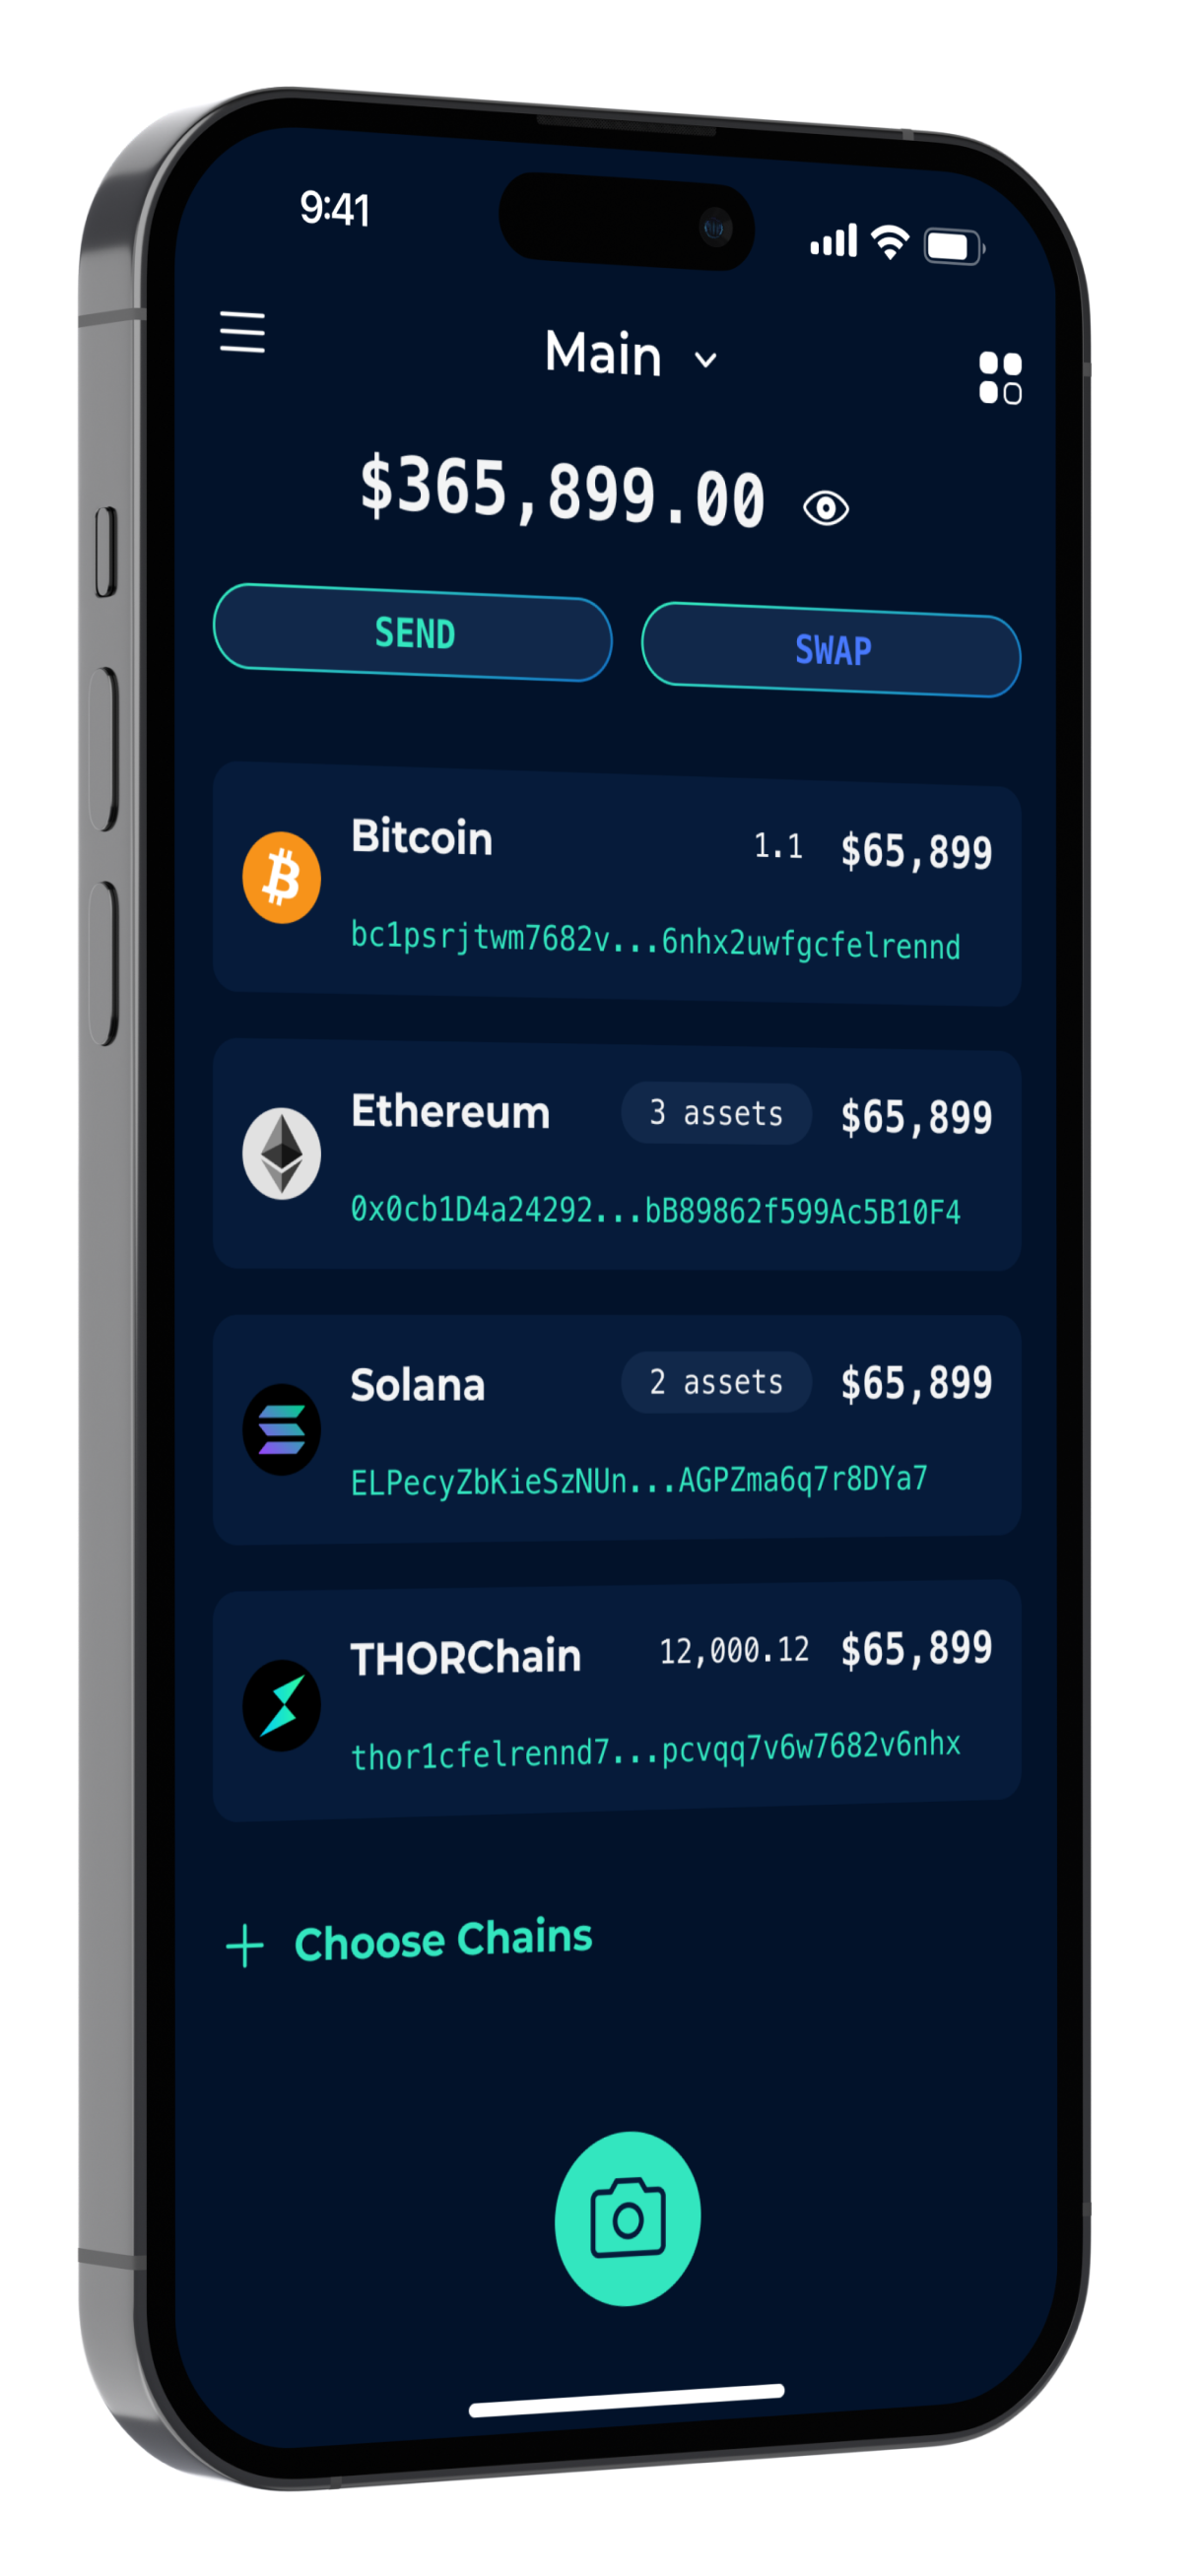 9:41
Main
$365,899.00
SEND SWAP
Bitcoin 1.1 $65,899
bc1psrjtwm7682v...6nhx2uwfgcfelrennd
Ethereum 3 assets $65,899
0x0cb1D4a24292...bB89862f599Ac5B10F4
Solana 2 assets $65,899
ELPecyZbKieSzNUn...AGPZma6q7r8DYa7
THORChain 12,000.12 $65,899
thor1cfelrennd7...pcvqq7v6w7682v6nhx
+ Choose Chains